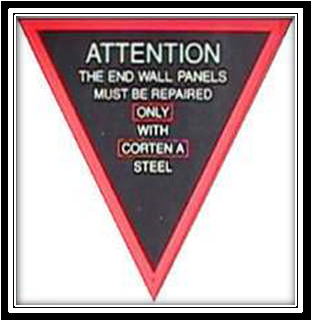 ATTENTION
THE END WALL PANELS
MUST BE REPAIRED
ONLY
WITH
CORTEN A
STEEL